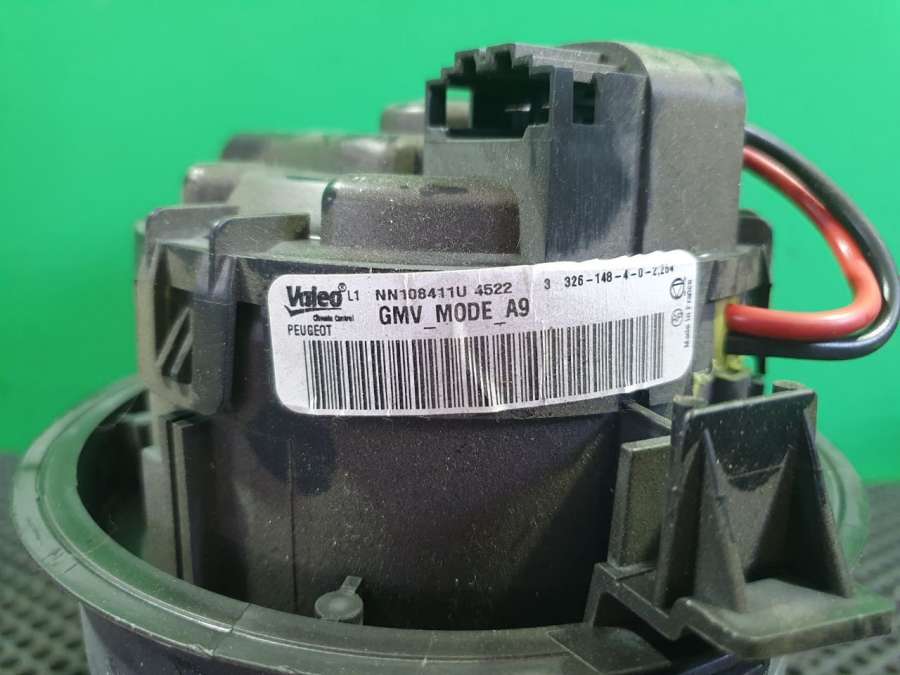 Valeo® L1 NN108411U 4522 3 326-148-4-0-2,264
Climate Control
PEUGEOT GMV_MODE_A9
Made in France